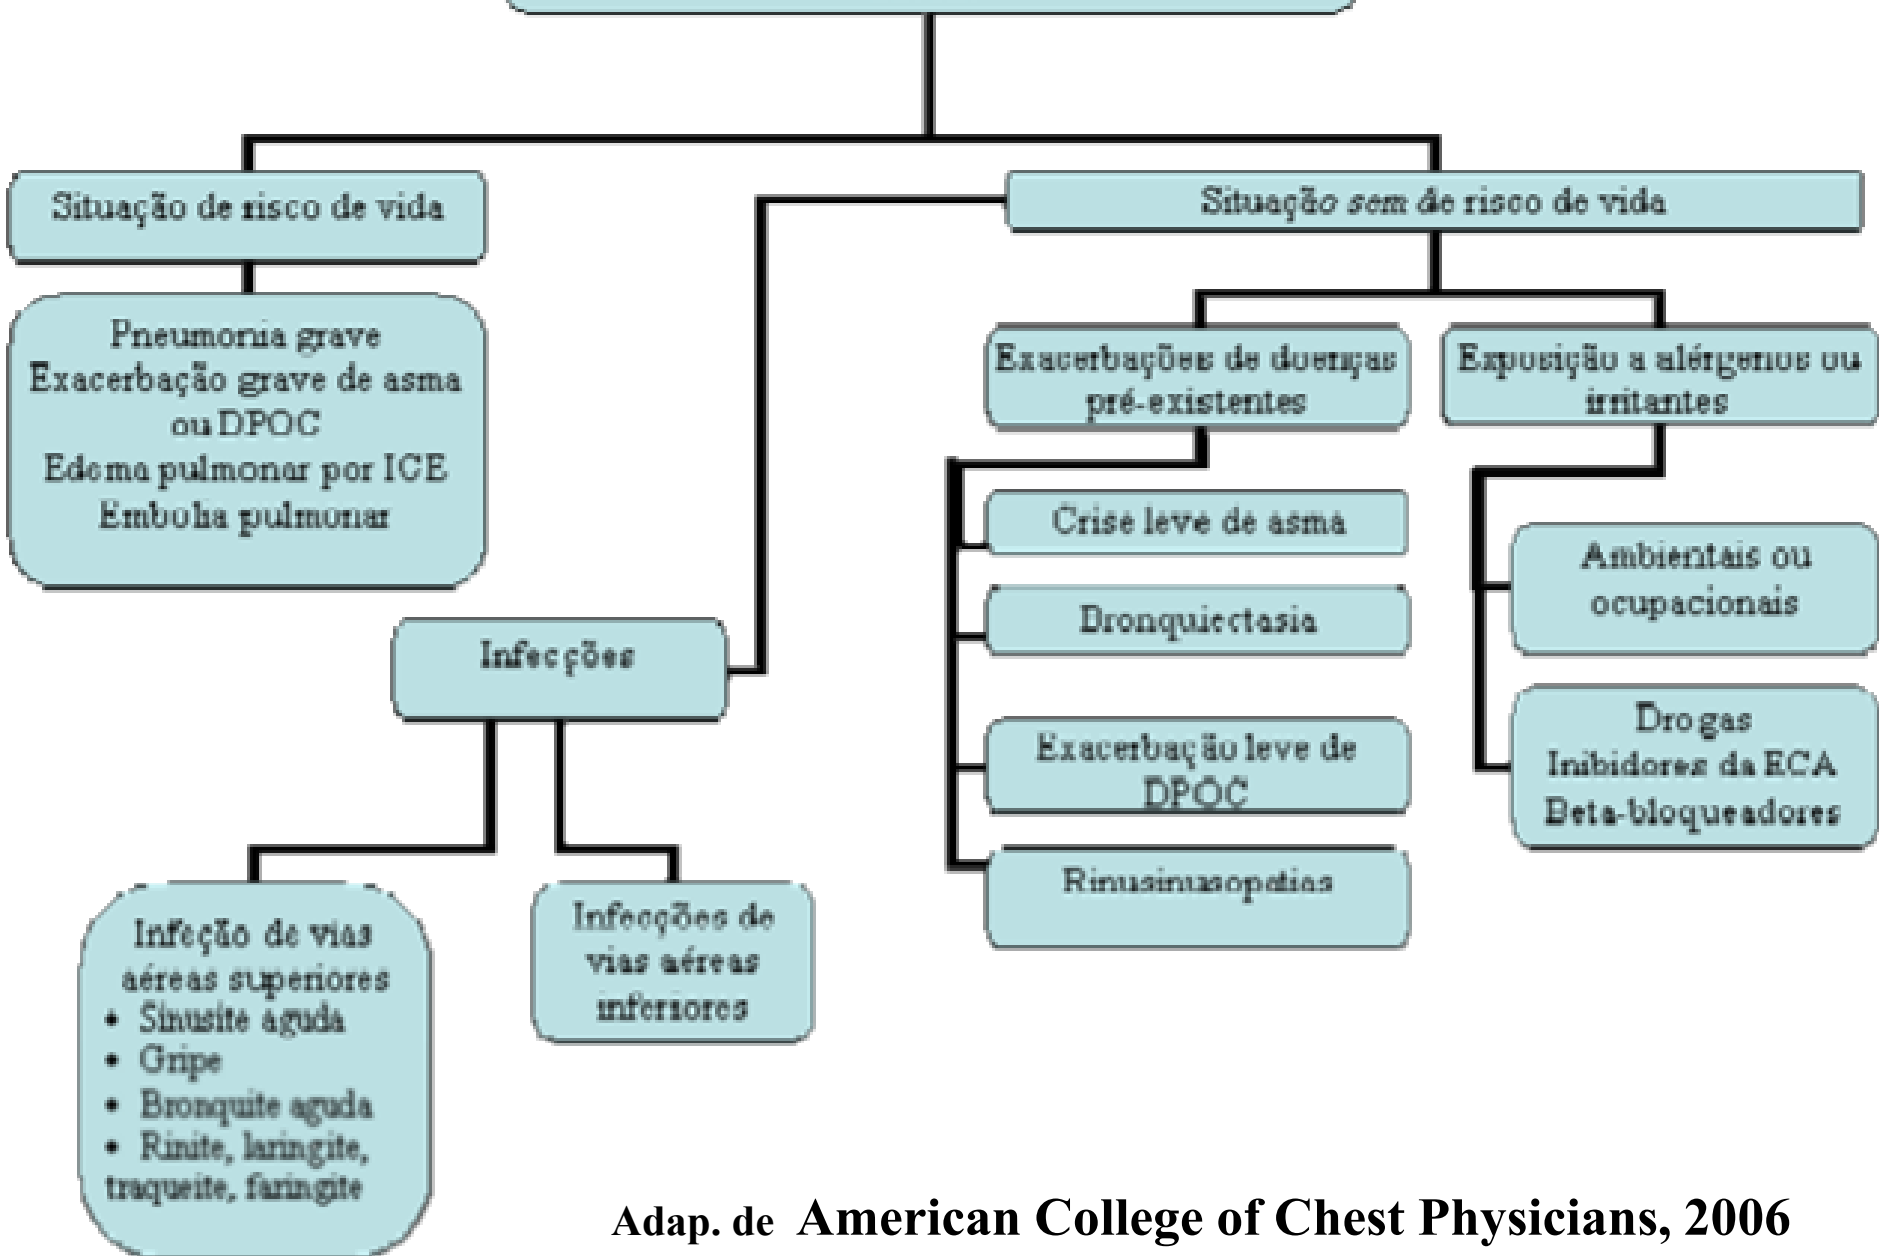 Situação de risco de vida
Situação sem de risco de vida
Pneumonia grave
Exacerbação grave de asma
ou DPOC
Edema pulmonar por ICE
Embolia pulmonar
Exacerbações de doenças
pré-existentes
Exposição a alérgenos ou
irritantes
Crise leve de asma
Bronquiectasia
Exacerbação leve de
DPOC
Rinusinusopatias
Ambientais ou
ocupacionais
Drogas
Inibidores da ECA
Beta-bloqueadores
Infecções
Infeção de vias
aéreas superiores
• Sinusite aguda
• Gripe
• Bronquite aguda
• Rinite, laringite,
traqueite, faringite
Infecções de
vias aéreas
inferiores
Adap. de American College of Chest Physicians, 2006